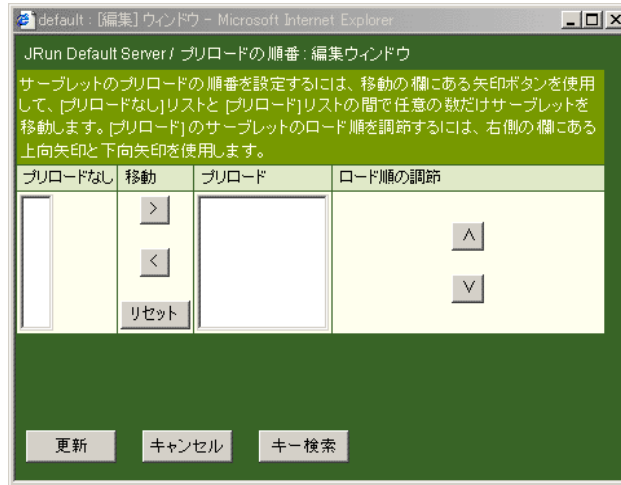 default : [編集] ウィンドウ - Microsoft Internet Explorer
JRun Default Server / プリロードの順番 : 編集ウィンドウ
サーブレットのプリロードの順番を設定するには、移動の欄にある矢印ボタンを使用
して、[プリロードなし]リストと [プリロード]リストの間で任意の数だけサーブレットを
移動します。[プリロード] のサーブレットのロード順を調節するには、右側の欄にある
上向矢印と下向矢印を使用します。
プリロードなし 移動 プリロード ロード順の調節
>
∧
<
∨
リセット
更新 キャンセル キー検索